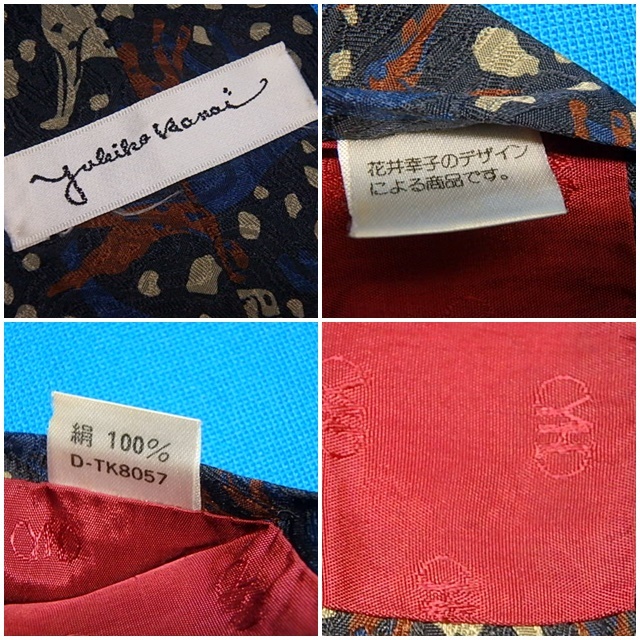 Yukiko Hanai
花井幸子のデザイン
による商品です。
絹 100%
D-TK8057